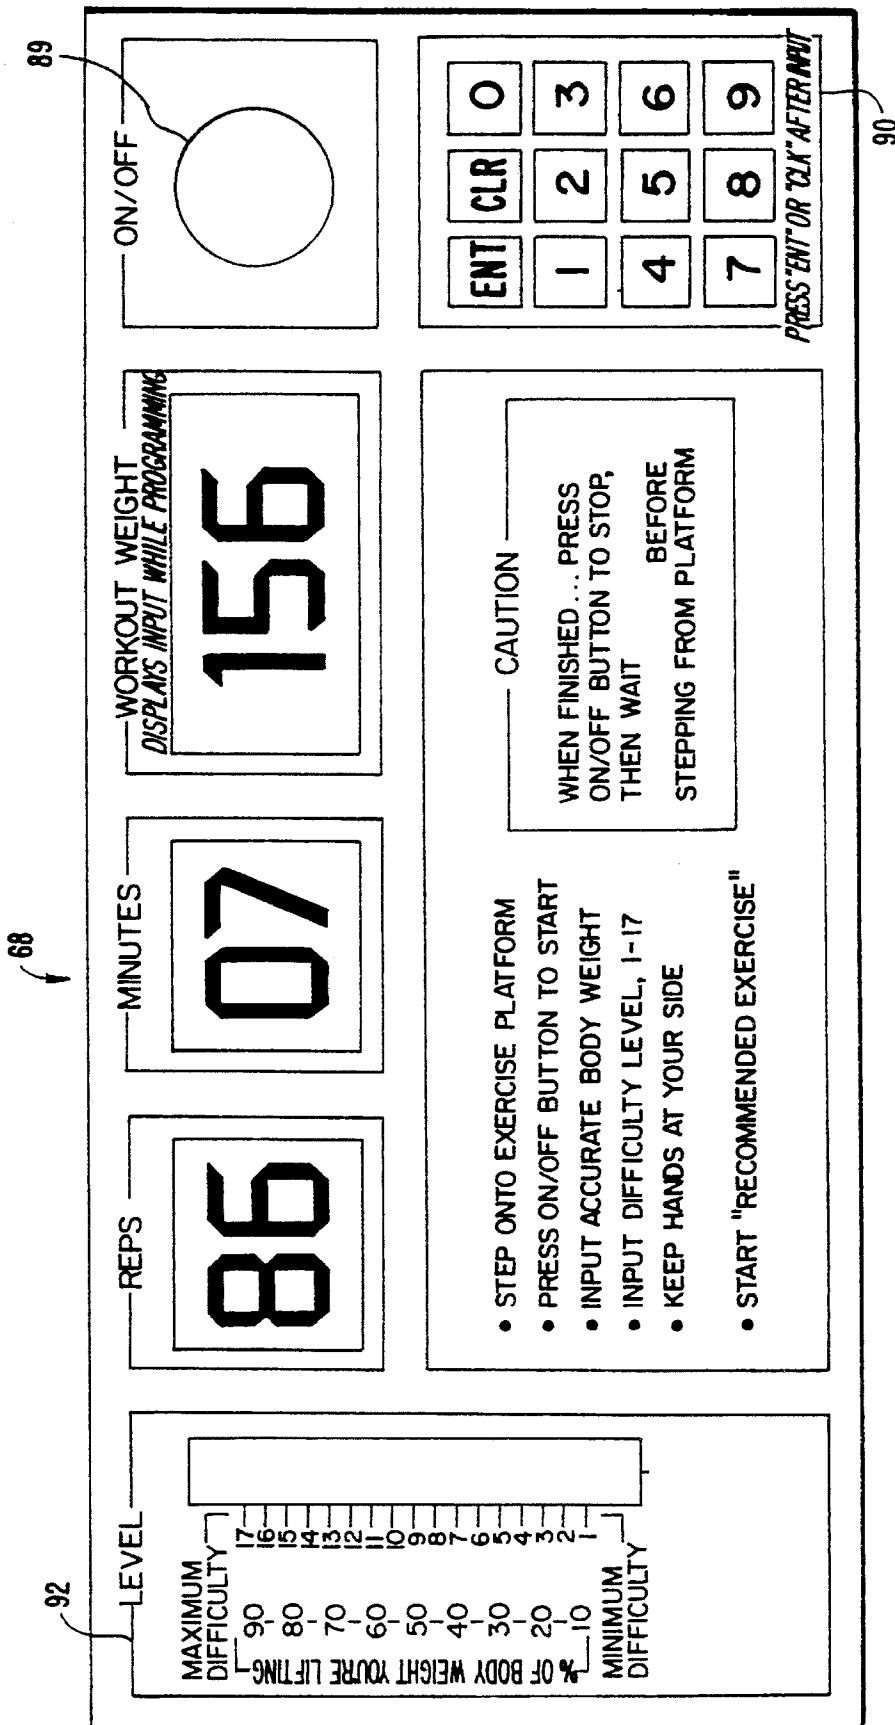 68
92
89
LEVEL
MAXIMUM
DIFFICULTY
% OF BODY WEIGHT YOU'RE LIFTING
90
80
70
60
50
40
30
20
10
17
16
15
14
13
12
11
10
9
8
7
6
5
4
3
2
1
MINIMUM
DIFFICULTY
REPS
86
MINUTES
07
WORKOUT WEIGHT
DISPLAYS INPUT WHILE PROGRAMMING
156
ON/OFF
• STEP ONTO EXERCISE PLATFORM
• PRESS ON/OFF BUTTON TO START
• INPUT ACCURATE BODY WEIGHT
• INPUT DIFFICULTY LEVEL, 1-17
• KEEP HANDS AT YOUR SIDE
• START "RECOMMENDED EXERCISE"
CAUTION
WHEN FINISHED... PRESS
ON/OFF BUTTON TO STOP,
THEN WAIT
BEFORE
STEPPING FROM PLATFORM
ENT CLR 0
1 2 3
4 5 6
7 8 9
PRESS "ENT" OR "CLK" AFTER INPUT
90